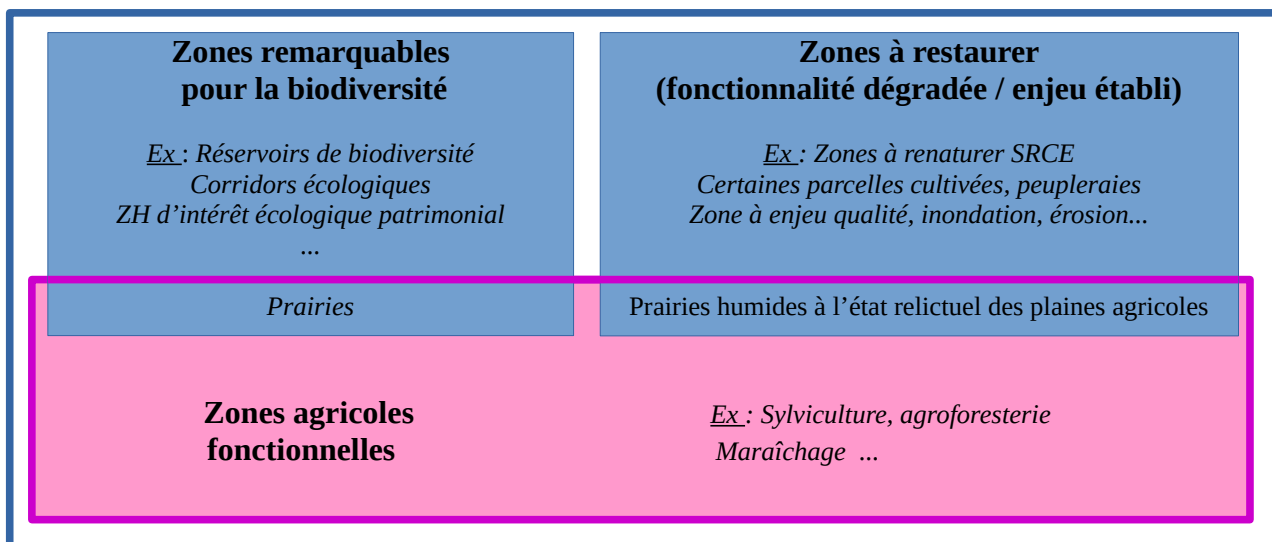 Zones remarquables
pour la biodiversité
Ex : Réservoirs de biodiversité
Corridors écologiques
ZH d’intérêt écologique patrimonial
...
Prairies
Zones à restaurer
(fonctionnalité dégradée / enjeu établi)
Ex : Zones à renaturer SRCE
Certaines parcelles cultivées, peupleraies
Zone à enjeu qualité, inondation, érosion...
Prairies humides à l’état relictuel des plaines agricoles
Zones agricoles
fonctionnelles
Ex : Sylviculture, agroforesterie
Maraîchage ...